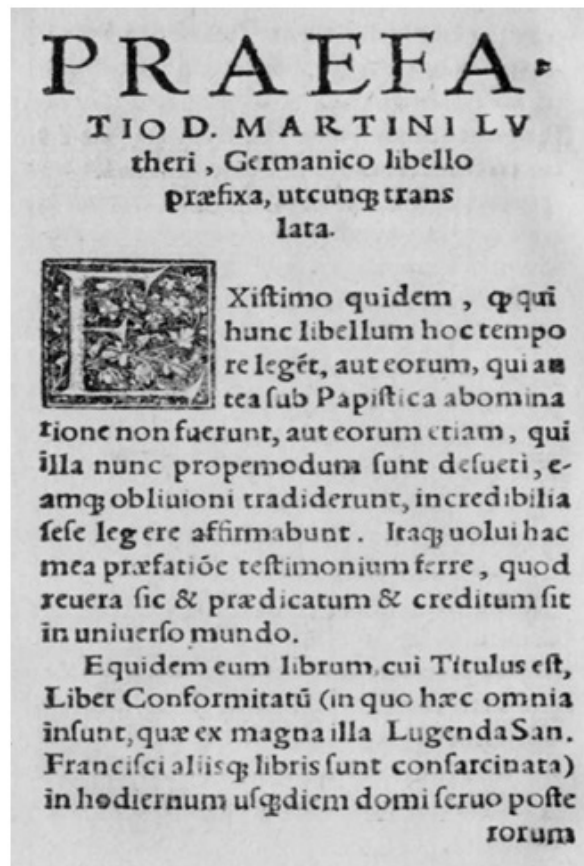 PRAEFA-
TIO D. MARTINI LV
theri, Germanico libello
præfixa, utcunq; trans
lata.
EXiſtimo quidem, ꝙ qui
hunc libellum hoc tempo
re legẽt, aut eorum, qui an
tea ſub Papiſtica abomina
tione non fuerunt, aut eorum etiam, qui
illa nunc propemodum ſunt deſueti, e-
amq; obliuioni tradiderunt, incredibilia
ſeſe legere affirmabunt. Itaq; uolui hac
mea præfatiõe teſtimonium ferre, quod
reuera ſic & prædicatum & creditum ſit
in uniuerſo mundo.
Equidem eum librum, cui Titulus eſt,
Liber Conformitatũ (in quo hæc omnia
inſunt, quæ ex magna illa Lugenda San.
Franciſci aliisq; libris ſunt conſarcinata)
in hodiernum uſq; diem domi ſeruo poſte
rorum